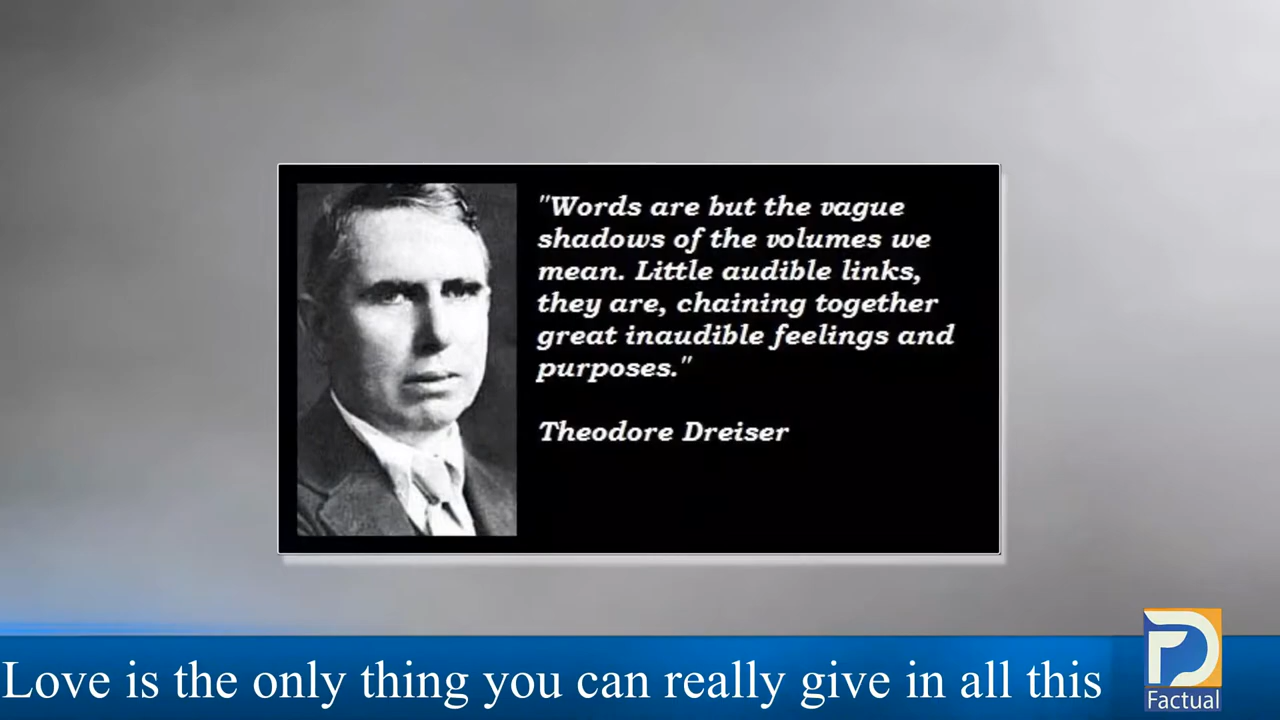 "Words are but the vague
shadows of the volumes we
mean. Little audible links,
they are, chaining together
great inaudible feelings and
purposes."
Theodore Dreiser
Love is the only thing you can really give in all this
Factual